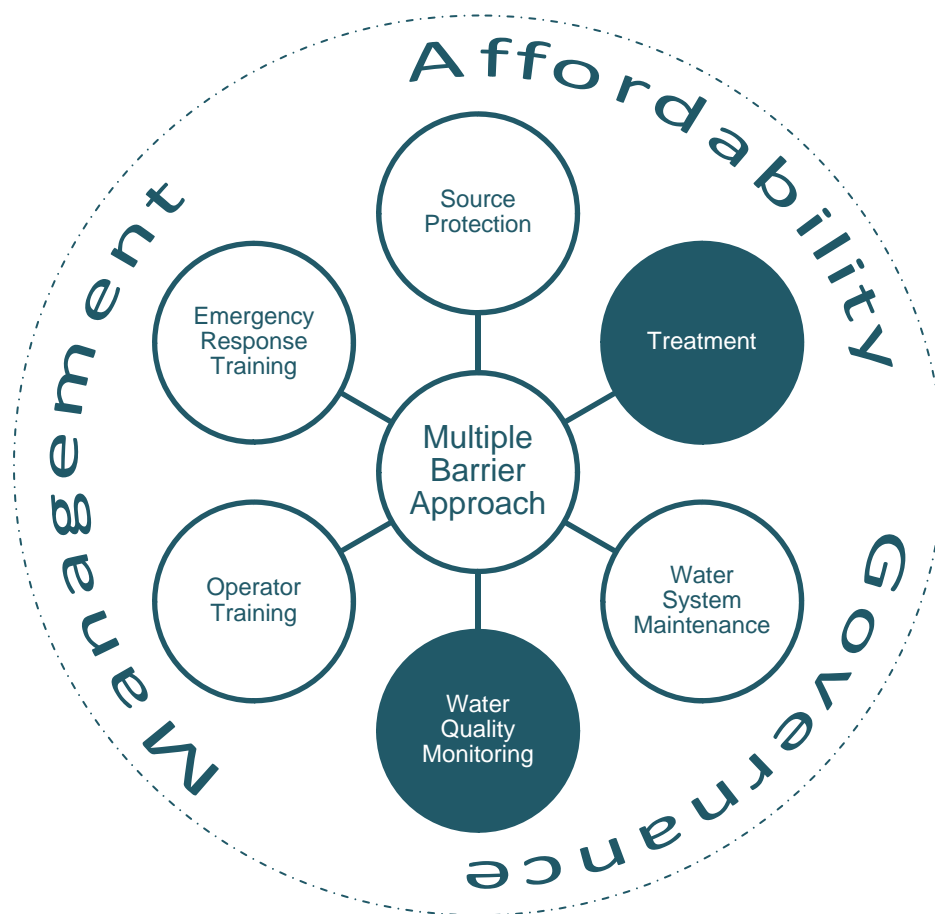 Affordability
Governance
Management
Source
Protection
Treatment
Water
System
Maintenance
Water
Quality
Monitoring
Operator
Training
Emergency
Response
Training
Multiple
Barrier
Approach